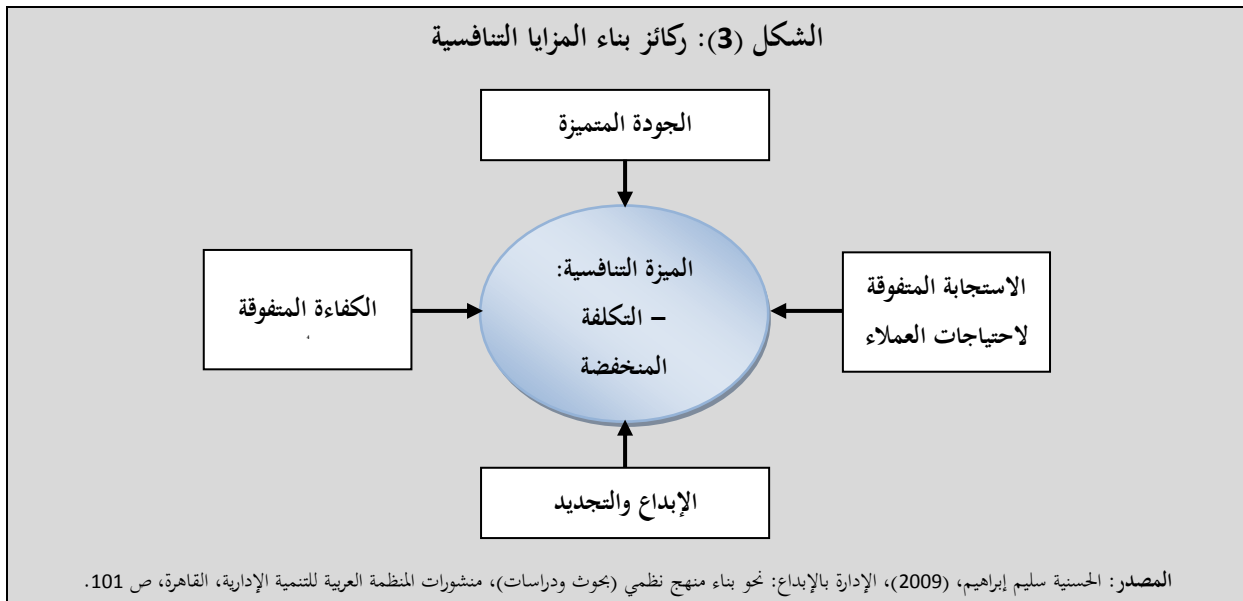 الشكل (3): ركائز بناء المزايا التنافسية
الجودة المتميزة
الاستجابة المتفوقة
لاحتياجات العملاء
الميزة التنافسية:
– التكلفة
المنخفضة
الكفاءة المتفوقة
الإبداع والتجديد
المصدر: الحسنية سليم إبراهيم، (2009)، الإدارة بالإبداع: نحو بناء منهج نظمي (بحوث ودراسات)، منشورات المنظمة العربية للتنمية الإدارية، القاهرة، ص 101.